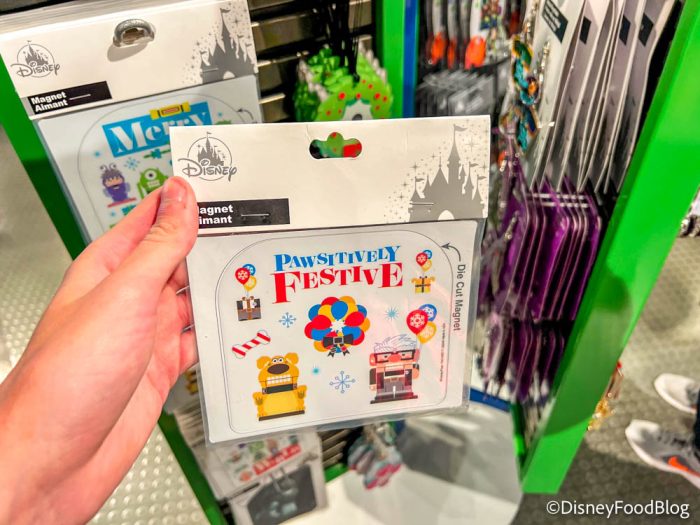 Disney
Magnet
Aimant
Merry
Disney
Magnet
Aimant
PAWSITIVELY
FESTIVE
Die Cut Magnet
©DisneyFoodBlog